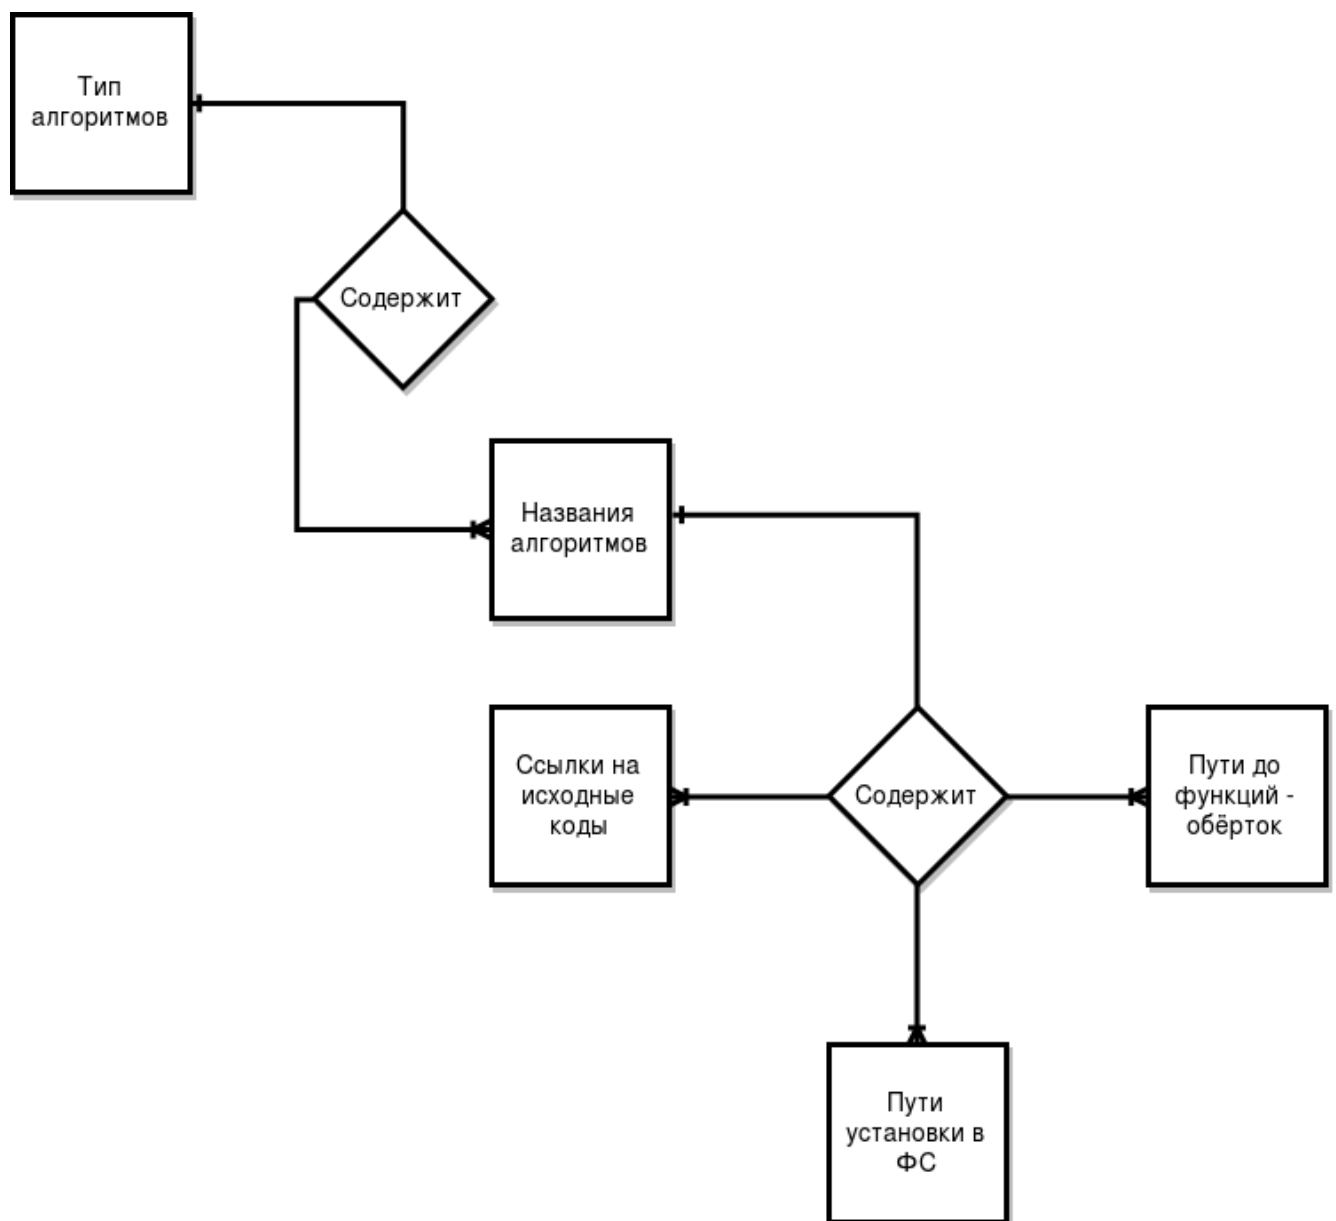 Тип
алгоритмов
Содержит
Названия
алгоритмов
Ссылки на
исходные
коды
Содержит
Пути до
функций -
обёрток
Пути
установки в
ФС